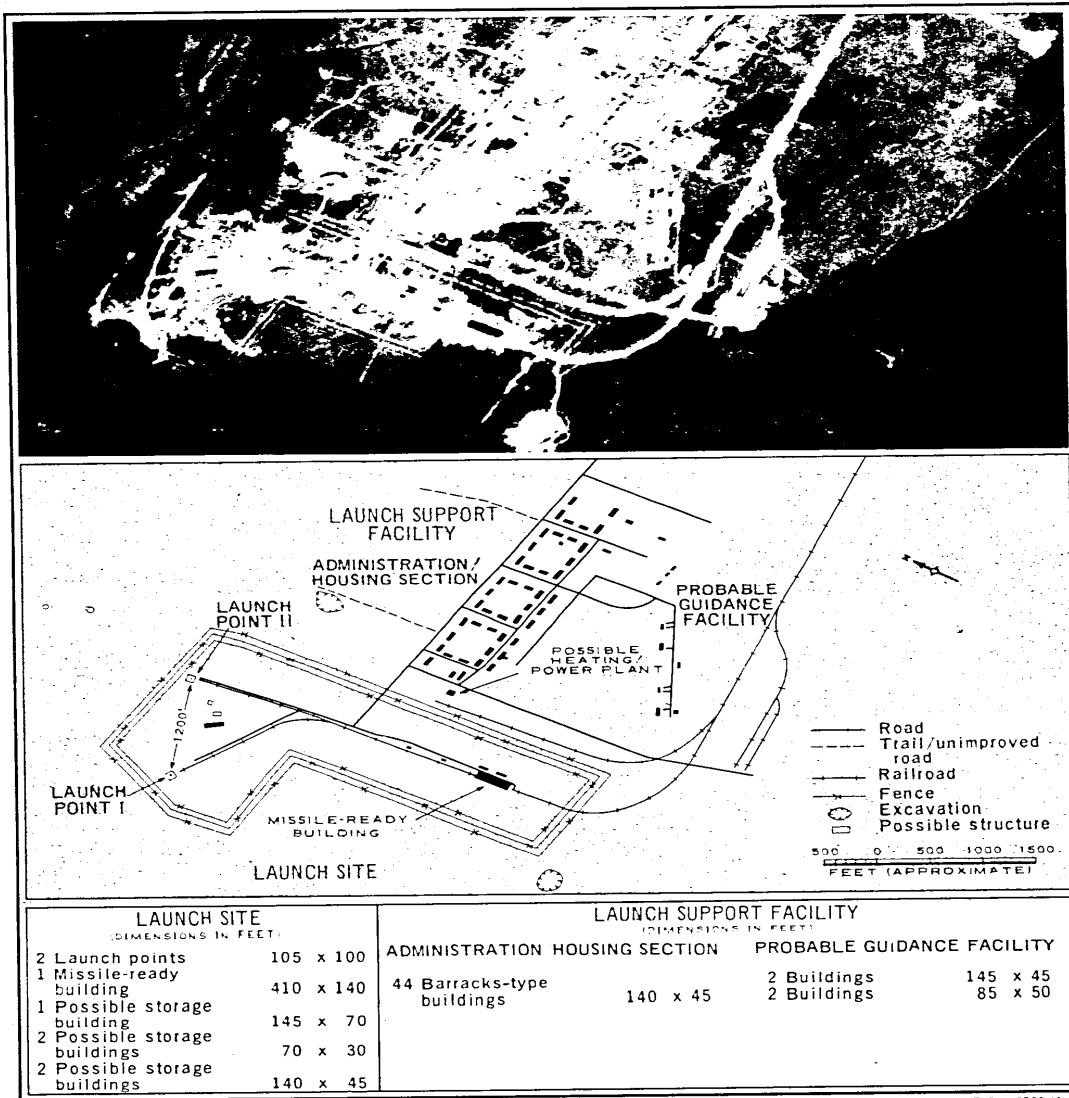 LAUNCH SUPPORT
FACILITY
ADMINISTRATION/
HOUSING SECTION
LAUNCH
POINT II
PROBABLE
GUIDANCE
FACILITY
POSSIBLE
HEATING/
POWER PLANT
1200'
LAUNCH
POINT I
MISSILE-READY
BUILDING
LAUNCH SITE
N
Road
Trail/unimproved
road
Railroad
Fence
Excavation
Possible structure
500 0 500 1000 1500
FEET (APPROXIMATE)
LAUNCH SITE
(DIMENSIONS IN FEET)
2 Launch points 105 x 100
1 Missile-ready
building 410 x 140
1 Possible storage
building 145 x 70
2 Possible storage
buildings 70 x 30
2 Possible storage
buildings 140 x 45
LAUNCH SUPPORT FACILITY
(DIMENSIONS IN FEET)
ADMINISTRATION HOUSING SECTION
44 Barracks-type
buildings 140 x 45
PROBABLE GUIDANCE FACILITY
2 Buildings 145 x 45
2 Buildings 85 x 50